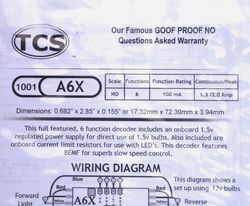 TCS
Our Famous GOOF PROOF NO
Questions Asked Warranty
1001 A6X
Scale Functions Function Rating Continuous/Peak
HO 6 100 mA 1.3 /2.0 Amp
Dimensions: 0.682" x 2.85" x 0.155" or 17.32mm x 72.39mm x 3.94mm
This full featured, 6 function decoder includes an onboard 1.5v
regulated power supply for direct use of 1.5v bulbs. Also included are
onboard current limit resistors for use with LED's. This decoder features
BEMF for superb slow speed control.
WIRING DIAGRAM
Blue
Forward
Light
Red
White
A6X
Red
Yellow
This diagram shows a
set up using 12v bulbs
Reverse